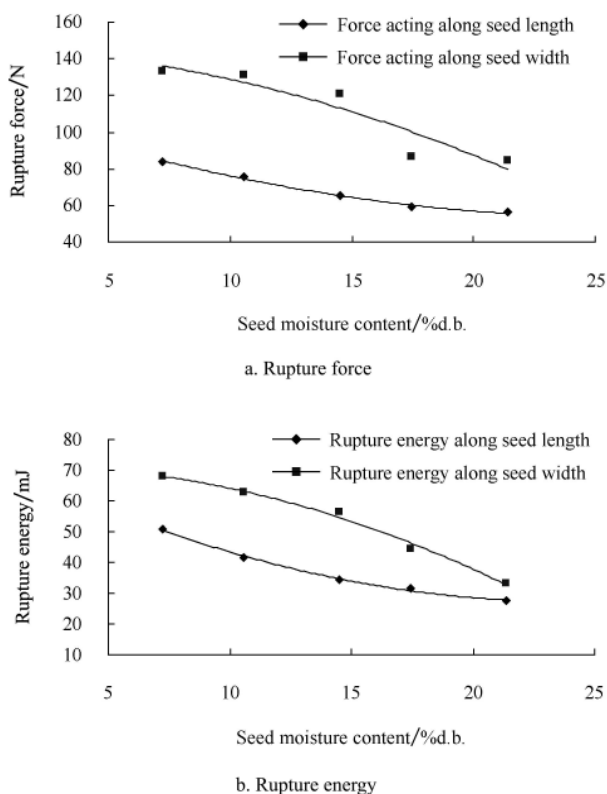 160
140
120
100
80
60
40
Rupture force/N
Force acting along seed length
Force acting along seed width
5 10 15 20 25
Seed moisture content/%d.b.
a. Rupture force
80
70
60
50
40
30
20
10
Rupture energy/mJ
Rupture energy along seed length
Rupture energy along seed width
5 10 15 20 25
Seed moisture content/%d.b.
b. Rupture energy